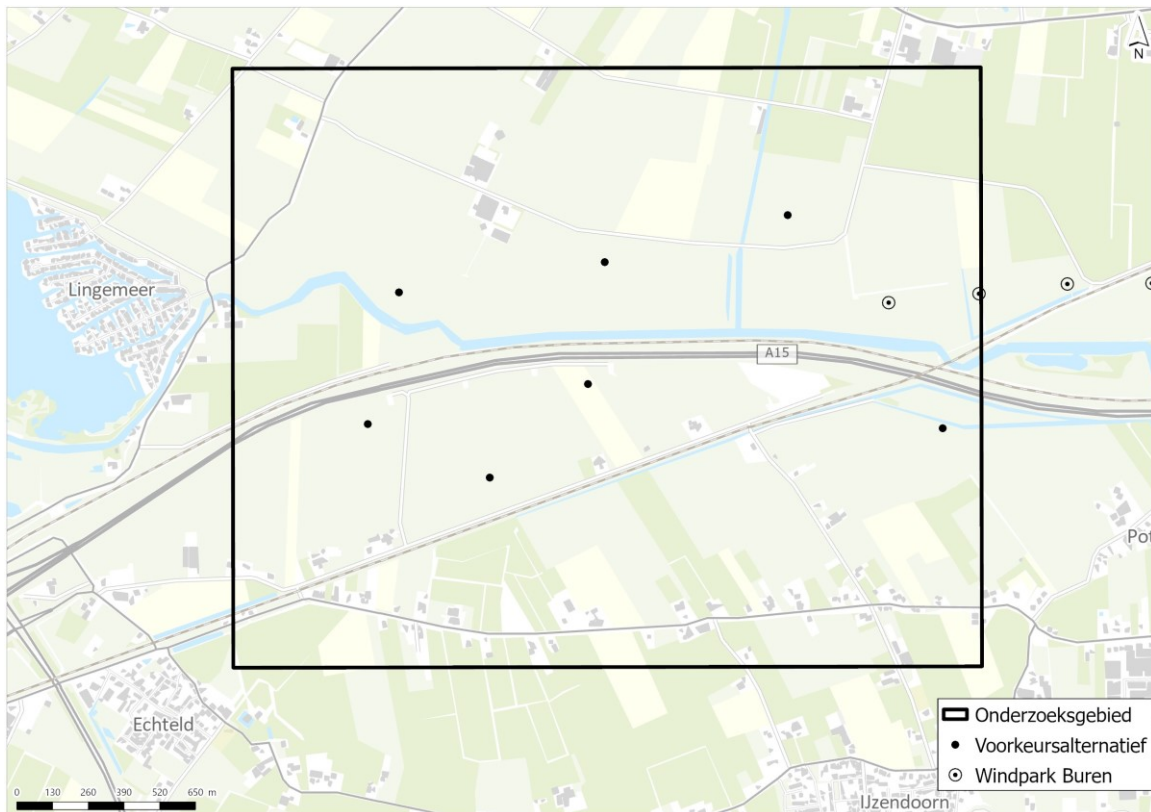 N
Lingemeer
A15
Pot
Echteld
Onderzoeksgebied
Voorkeursalternatief
Windpark Buren
IJzendoorn
0 130 260 390 520 650 m